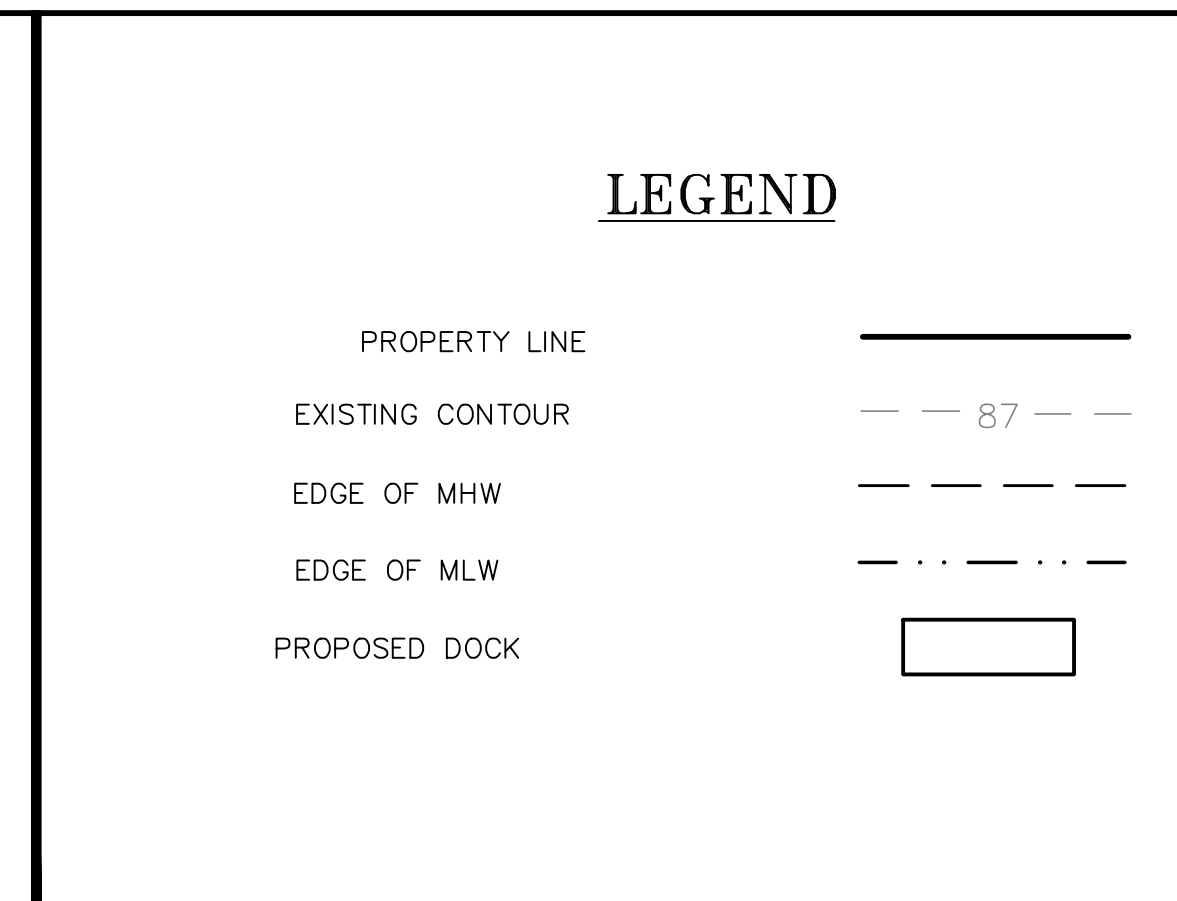 LEGEND
PROPERTY LINE
EXISTING CONTOUR
87
EDGE OF MHW
EDGE OF MLW
PROPOSED DOCK